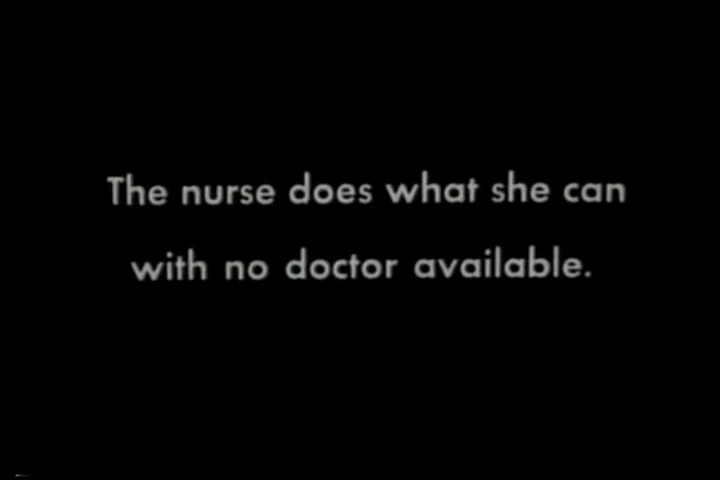 The nurse does what she can
with no doctor available.